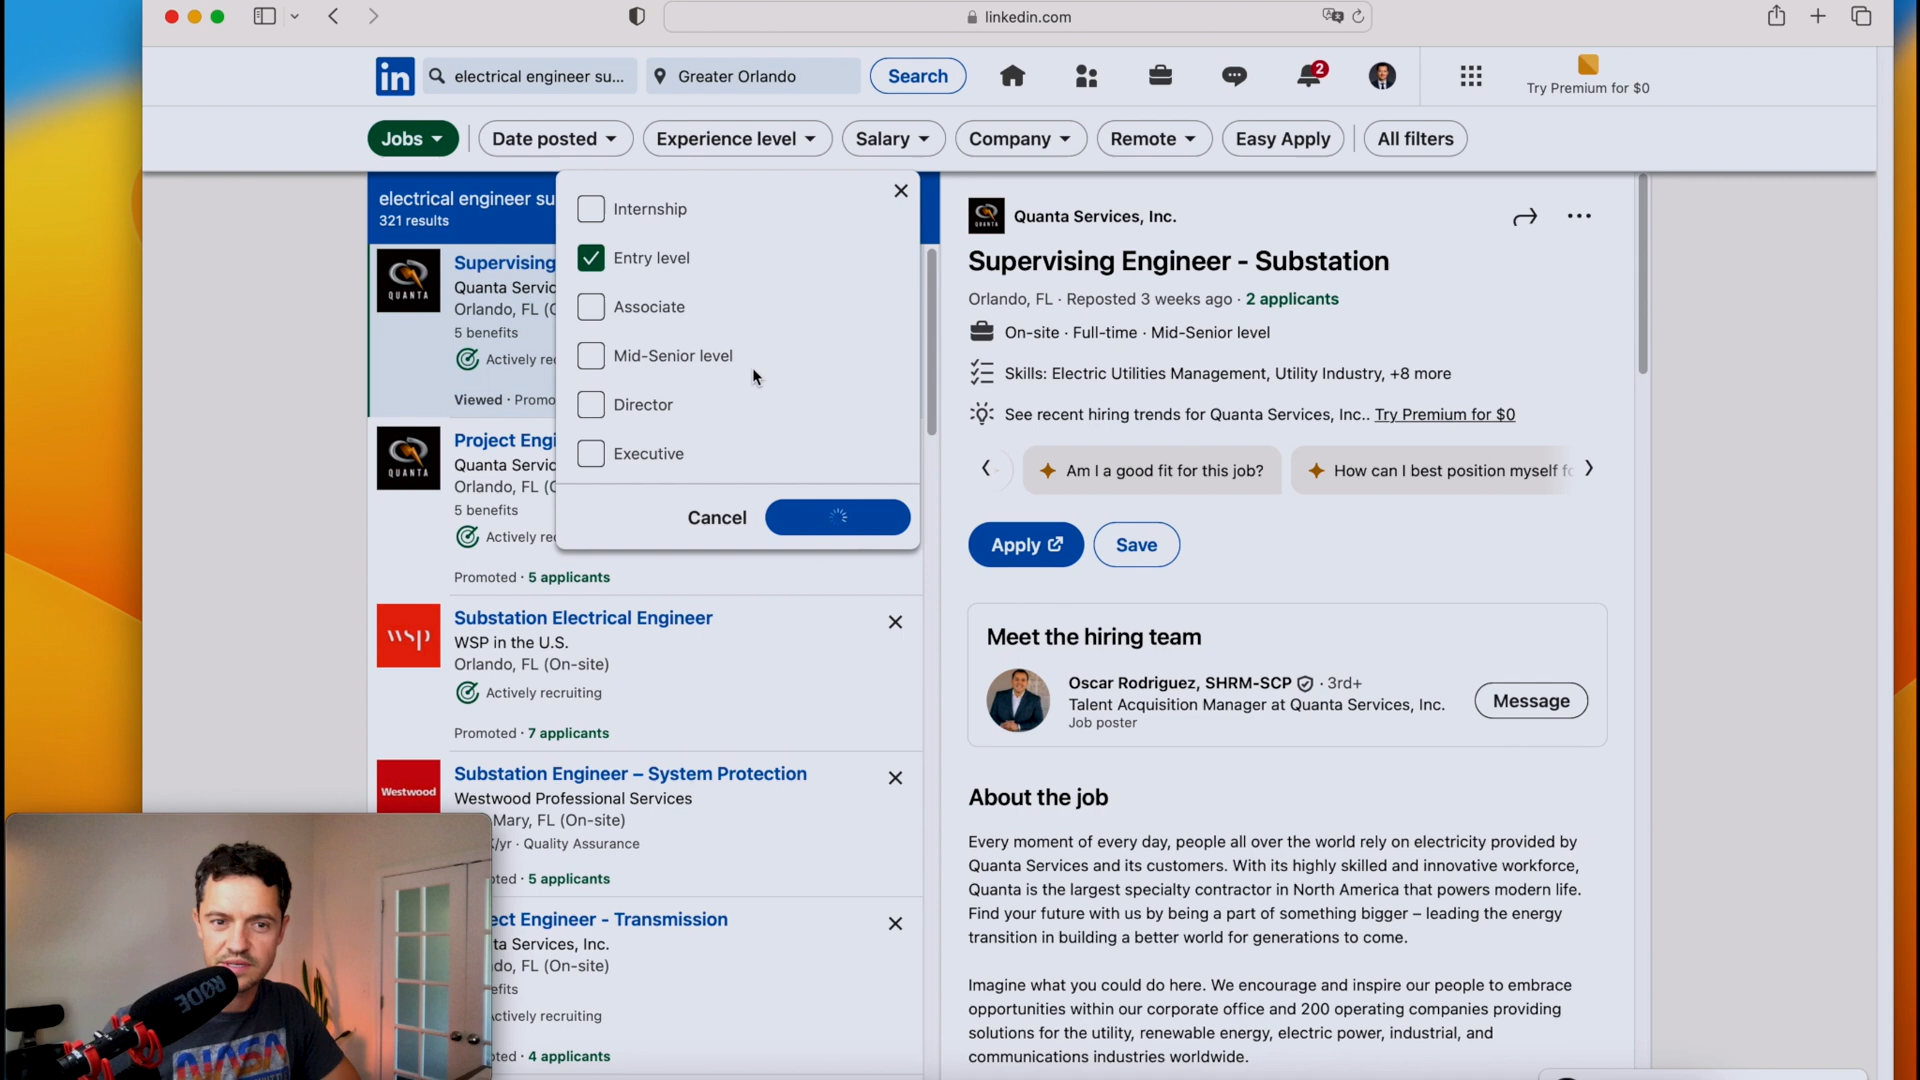 linkedin.com
in
electrical engineer su...
Greater Orlando
Search
2
Try Premium for $0
Jobs
Date posted
Experience level
Salary
Company
Remote
Easy Apply
All filters
electrical engineer su
321 results
Internship
Entry level
Associate
Mid-Senior level
Director
Executive
Cancel
QUANTA
Supervising
Quanta Servic
Orlando, FL (
5 benefits
Actively re
Viewed · Promo
QUANTA
Project Engi
Quanta Servic
Orlando, FL (
5 benefits
Actively re
Promoted · 5 applicants
wsp
Substation Electrical Engineer
WSP in the U.S.
Orlando, FL (On-site)
Actively recruiting
Promoted · 7 applicants
Westwood
Substation Engineer – System Protection
Westwood Professional Services
Mary, FL (On-site)
/yr · Quality Assurance
oted · 5 applicants
ect Engineer - Transmission
ta Services, Inc.
do, FL (On-site)
efits
ctively recruiting
oted · 4 applicants
QUANTA
Quanta Services, Inc.
Supervising Engineer - Substation
Orlando, FL · Reposted 3 weeks ago · 2 applicants
On-site · Full-time · Mid-Senior level
Skills: Electric Utilities Management, Utility Industry, +8 more
See recent hiring trends for Quanta Services, Inc.. Try Premium for $0
Am I a good fit for this job?
How can I best position myself fo
Apply
Save
Meet the hiring team
Oscar Rodriguez, SHRM-SCP · 3rd+
Talent Acquisition Manager at Quanta Services, Inc.
Job poster
Message
About the job
Every moment of every day, people all over the world rely on electricity provided by
Quanta Services and its customers. With its highly skilled and innovative workforce,
Quanta is the largest specialty contractor in North America that powers modern life.
Find your future with us by being a part of something bigger – leading the energy
transition in building a better world for generations to come.
Imagine what you could do here. We encourage and inspire our people to embrace
opportunities within our corporate office and 200 operating companies providing
solutions for the utility, renewable energy, electric power, industrial, and
communications industries worldwide.
RØDE
NASA